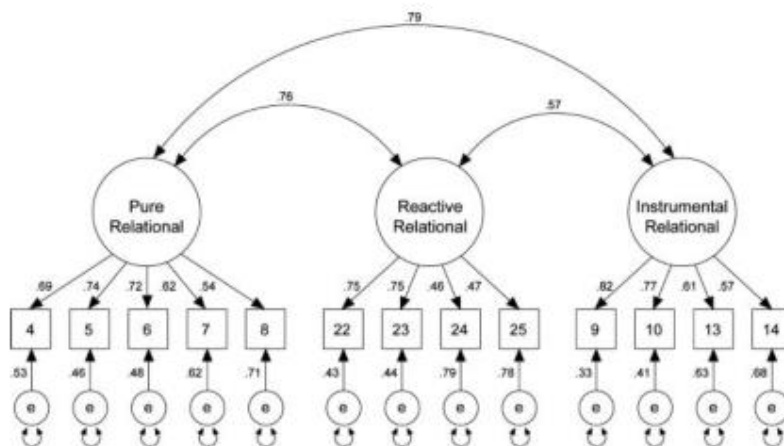 .79
.76
.57
Pure
Relational
Reactive
Relational
Instrumental
Relational
.69 .74 .72 .62 .54
.75 .75 .46 .47
.82 .77 .61 .57
4 5 6 7 8 22 23 24 25 9 10 13 14
.53 .46 .48 .62 .71 .43 .44 .79 .78 .33 .41 .63 .68
e e e e e e e e e e e e e